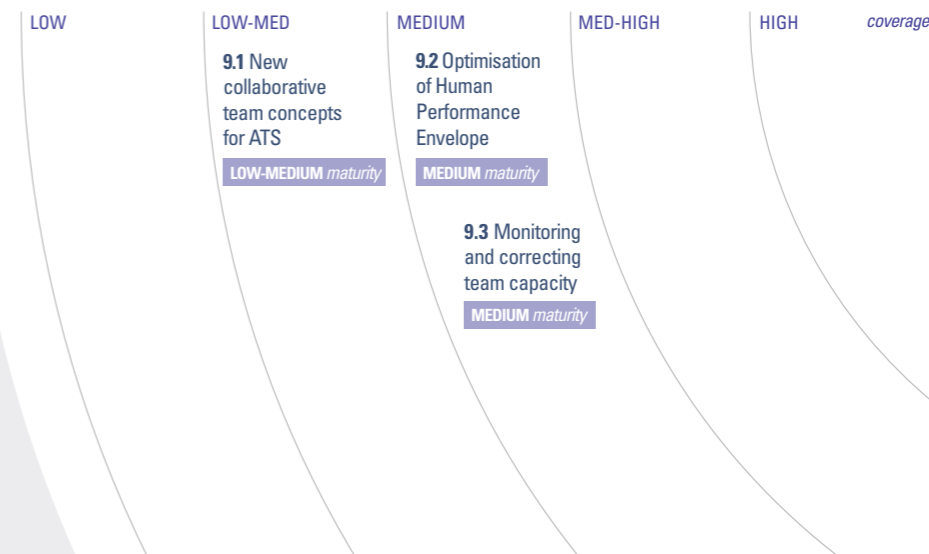 LOW
LOW-MED
MEDIUM
MED-HIGH
HIGH
coverage
9.1 New
collaborative
team concepts
for ATS
LOW-MEDIUM maturity
9.2 Optimisation
of Human
Performance
Envelope
MEDIUM maturity
9.3 Monitoring
and correcting
team capacity
MEDIUM maturity